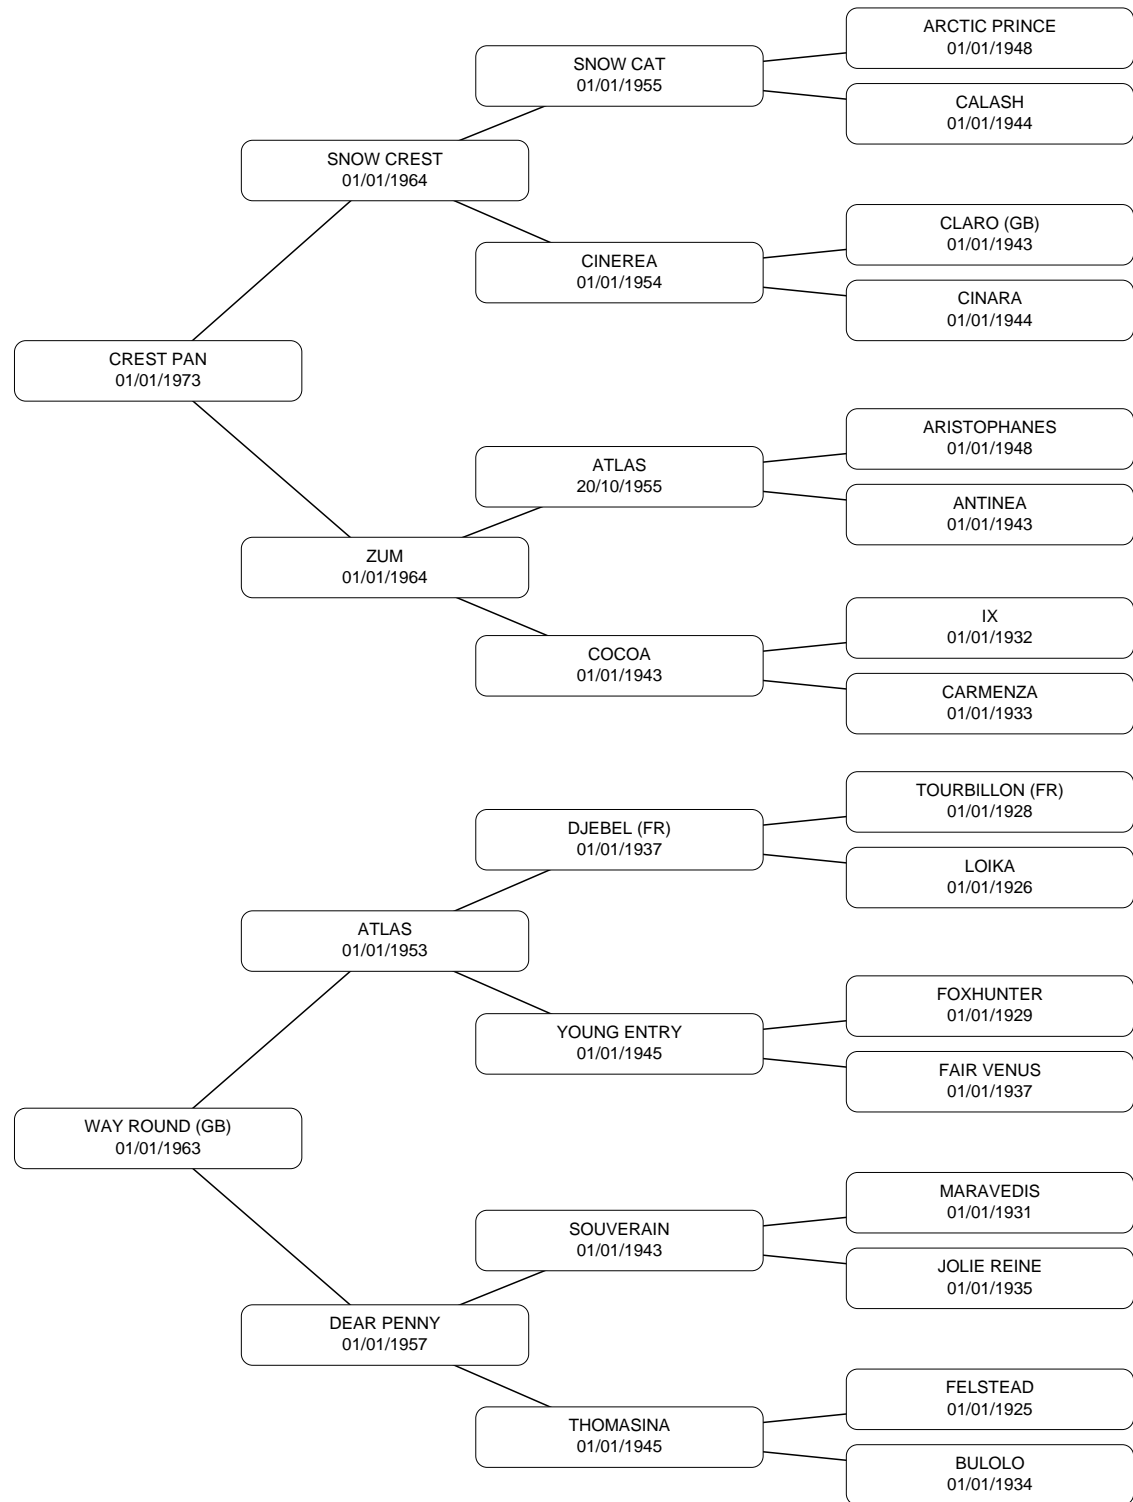 ARCTIC PRINCE
01/01/1948
SNOW CAT
01/01/1955
CALASH
01/01/1944
SNOW CREST
01/01/1964
CLARO (GB)
01/01/1943
CINEREA
01/01/1954
CINARA
01/01/1944
CREST PAN
01/01/1973
ARISTOPHANES
01/01/1948
ATLAS
20/10/1955
ANTINEA
01/01/1943
ZUM
01/01/1964
IX
01/01/1932
COCOA
01/01/1943
CARMENZA
01/01/1933
TOURBILLON (FR)
01/01/1928
DJEBEL (FR)
01/01/1937
LOIKA
01/01/1926
ATLAS
01/01/1953
FOXHUNTER
01/01/1929
YOUNG ENTRY
01/01/1945
FAIR VENUS
01/01/1937
WAY ROUND (GB)
01/01/1963
MARAVEDIS
01/01/1931
SOUVERAIN
01/01/1943
JOLIE REINE
01/01/1935
DEAR PENNY
01/01/1957
FELSTEAD
01/01/1925
THOMASINA
01/01/1945
BULOLO
01/01/1934